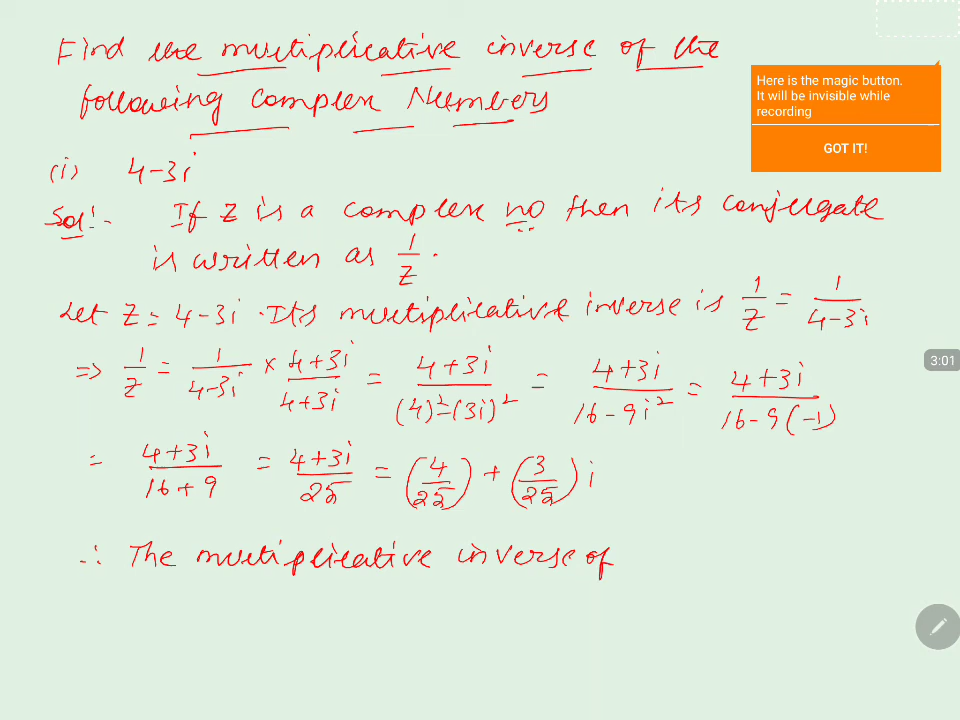 Find the multiplicative inverse of the
following complex Numbers
Here is the magic button.
It will be invisible while
recording
GOT IT!
(i) 4-3i
Sol:- If Z is a complex no then its conjugate
is written as 1/Z .
Let Z = 4-3i . Its multiplicative inverse is 1/Z = 1/(4-3i)
=> 1/Z = 1/(4-3i) × (4+3i)/(4+3i) = (4+3i)/((4)²-(3i)²) = (4+3i)/(16-9i²) = (4+3i)/(16-9(-1))
3:01
= (4+3i)/(16+9) = (4+3i)/25 = (4/25) + (3/25) i
∴ The multiplicative inverse of